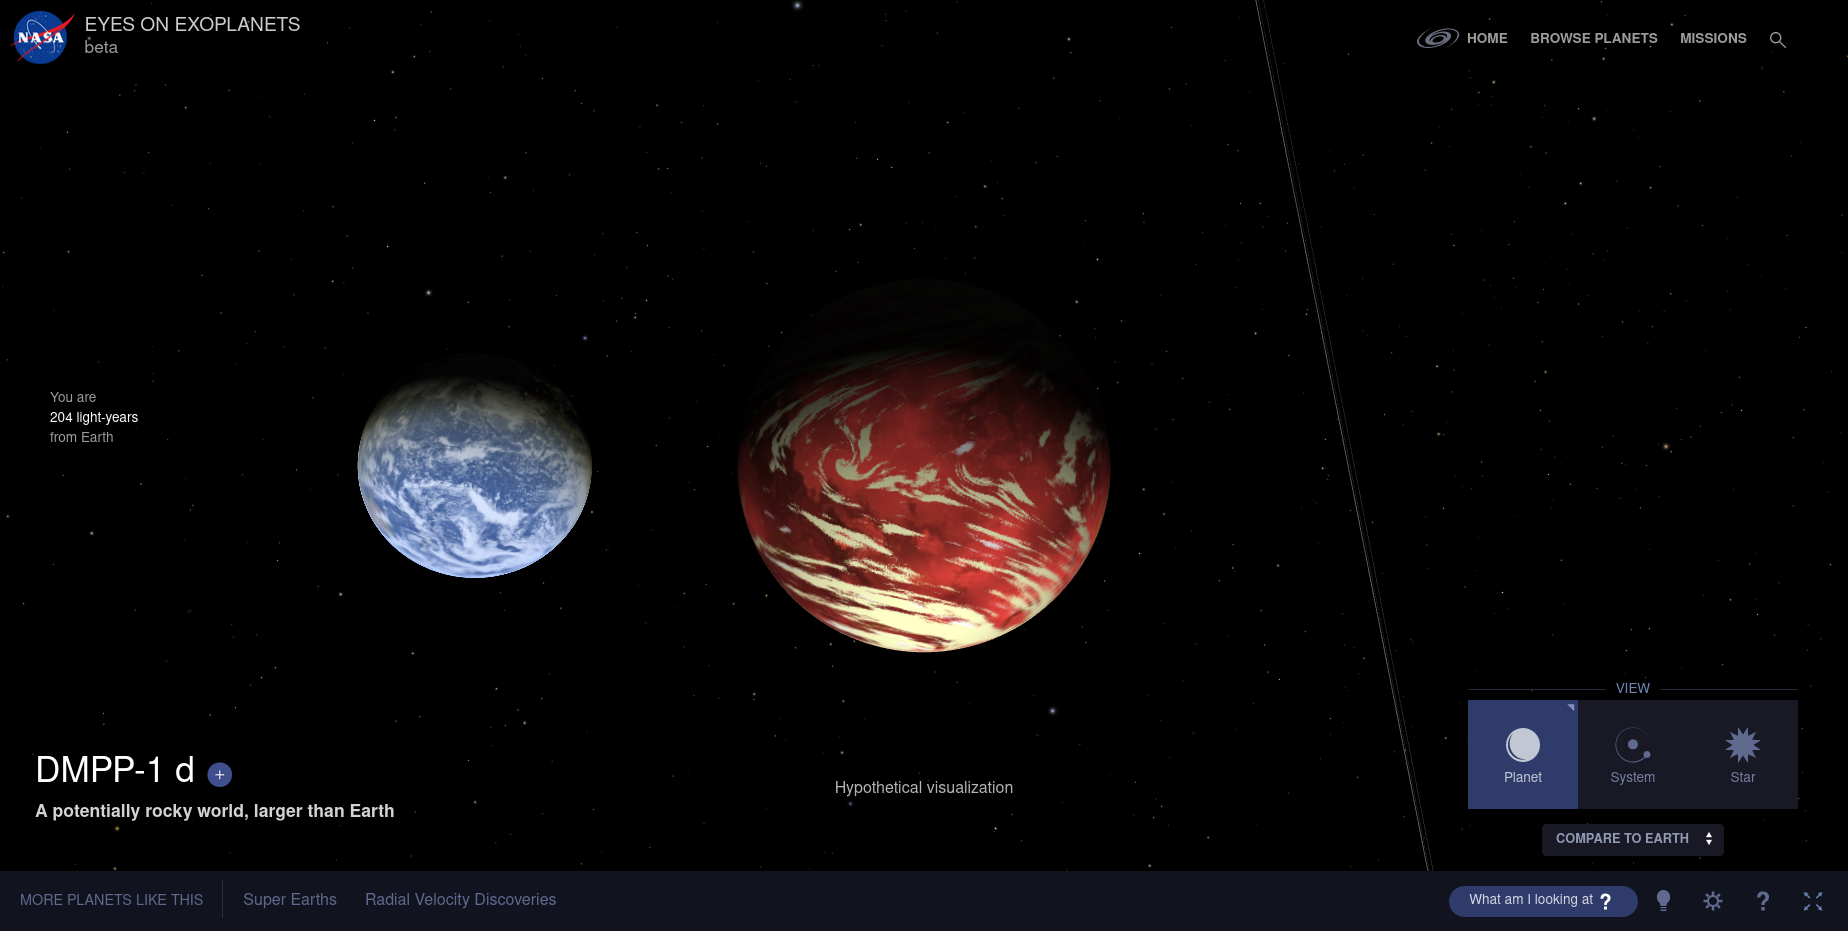 NASA
EYES ON EXOPLANETS
beta
HOME
BROWSE PLANETS
MISSIONS
You are
204 light-years
from Earth
DMPP-1 d +
A potentially rocky world, larger than Earth
Hypothetical visualization
VIEW
Planet
System
Star
COMPARE TO EARTH
MORE PLANETS LIKE THIS
Super Earths
Radial Velocity Discoveries
What am I looking at ?
?